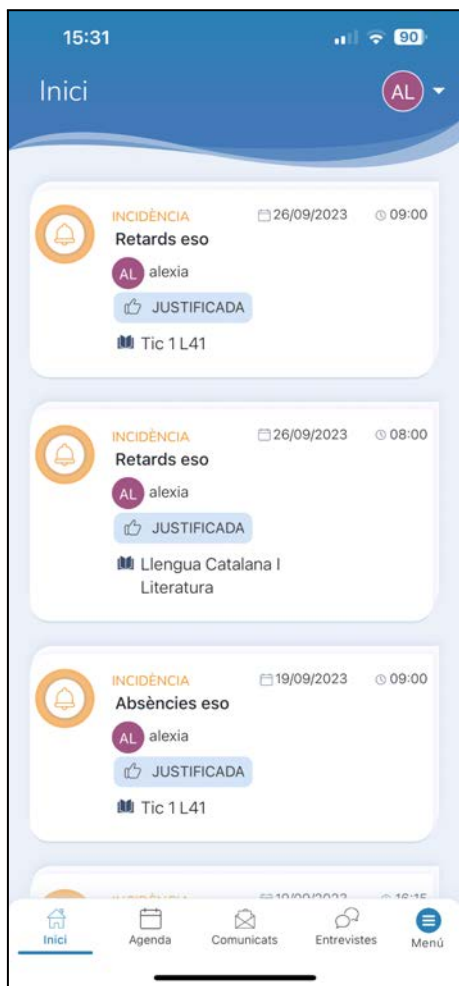 15:31
90
Inici
AL
INCIDÈNCIA 26/09/2023 09:00
Retards eso
AL alexia
JUSTIFICADA
Tic 1 L41
INCIDÈNCIA 26/09/2023 08:00
Retards eso
AL alexia
JUSTIFICADA
Llengua Catalana I
Literatura
INCIDÈNCIA 19/09/2023 09:00
Absències eso
AL alexia
JUSTIFICADA
Tic 1 L41
Inici Agenda Comunicats Entrevistes Menú